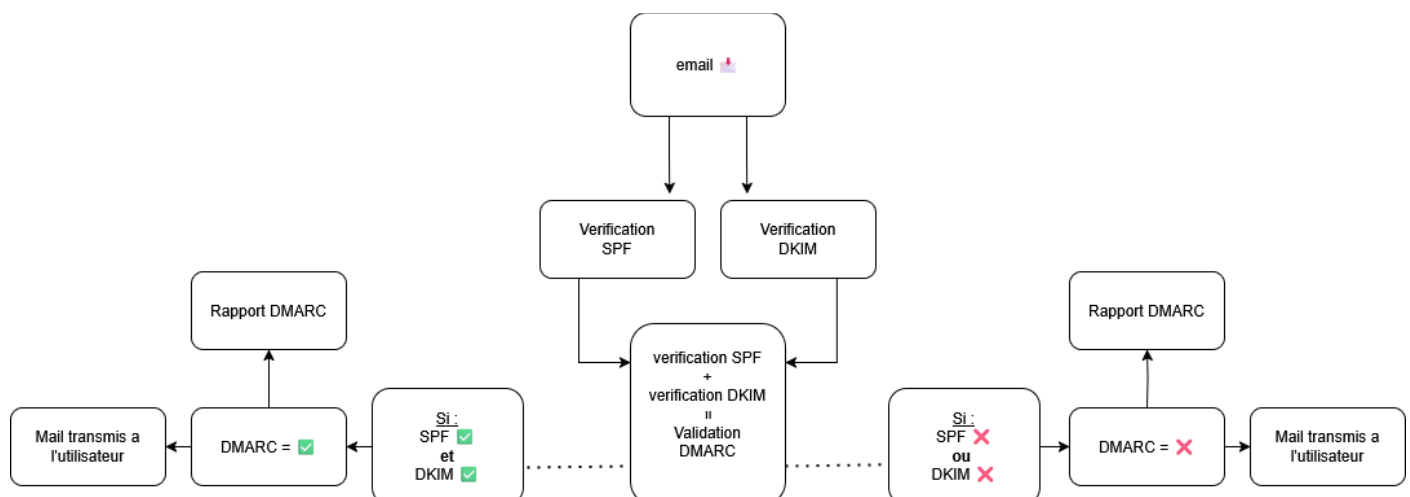 email
Verification
SPF
Verification
DKIM
Rapport DMARC
Rapport DMARC
verification SPF
+
verification DKIM
=
Validation
DMARC
Mail transmis a
l'utilisateur
DMARC = ✅
Si :
SPF ✅
et
DKIM ✅
Si :
SPF ❌
ou
DKIM ❌
DMARC = ❌
Mail transmis a
l'utilisateur